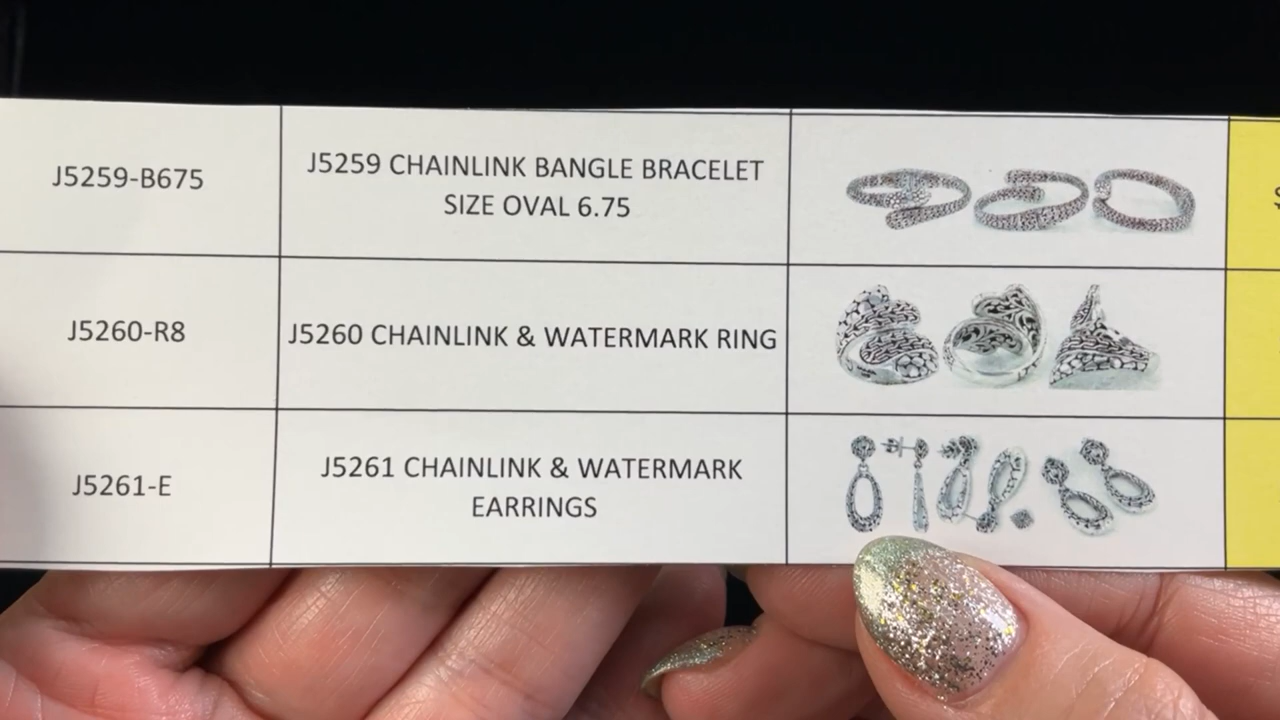 J5259-B675
J5259 CHAINLINK BANGLE BRACELET
SIZE OVAL 6.75
J5260-R8
J5260 CHAINLINK & WATERMARK RING
J5261-E
J5261 CHAINLINK & WATERMARK
EARRINGS